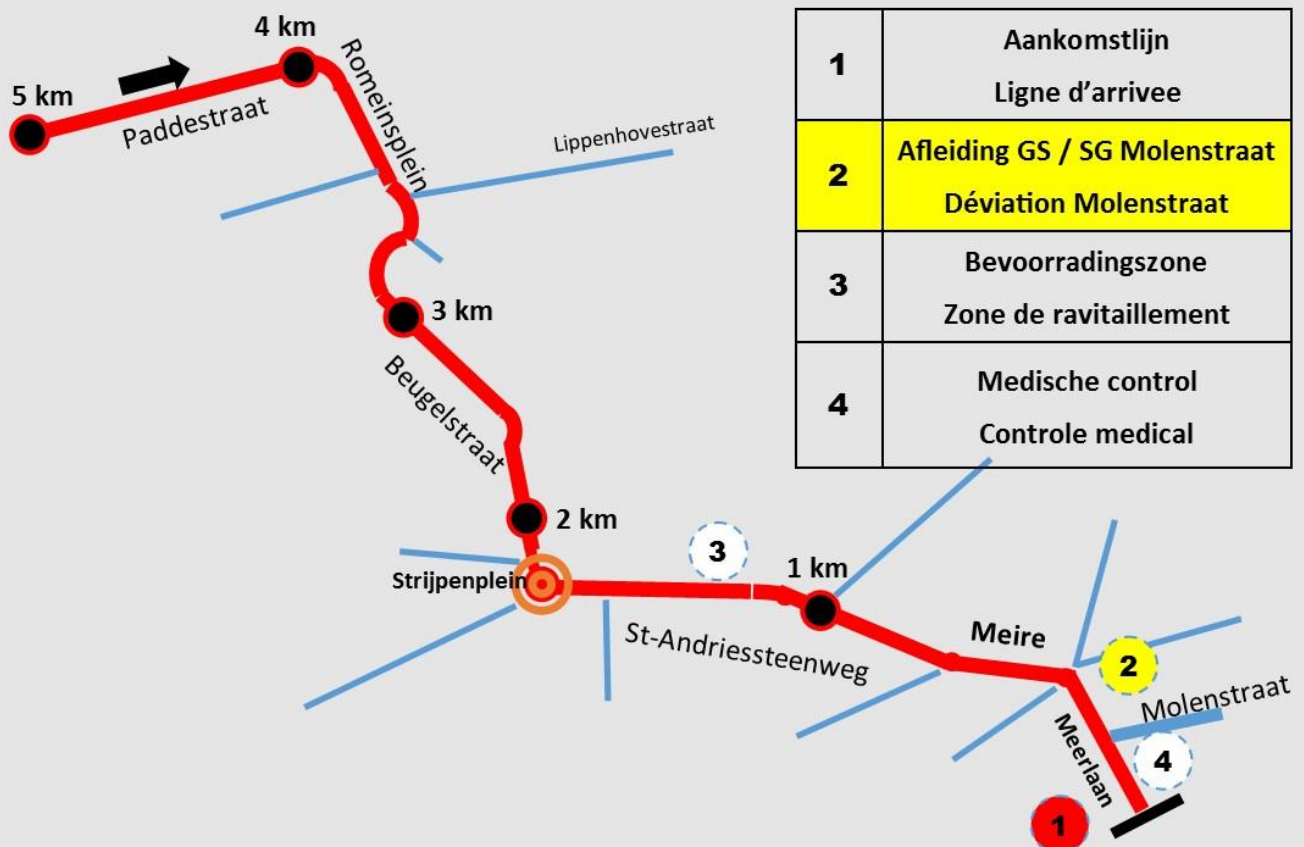 4 km
5 km
Paddestraat
Romeinsplein
Lippenhovestraat
3 km
Beugelstraat
2 km
Strijpenplein
3
1 km
St-Andriessteenweg
Meire
2
Molenstraat
Meerlaan
4
1
1
Aankomstlijn
Ligne d'arrivee
2
Afleiding GS / SG Molenstraat
Déviation Molenstraat
3
Bevoorradingszone
Zone de ravitaillement
4
Medische control
Controle medical